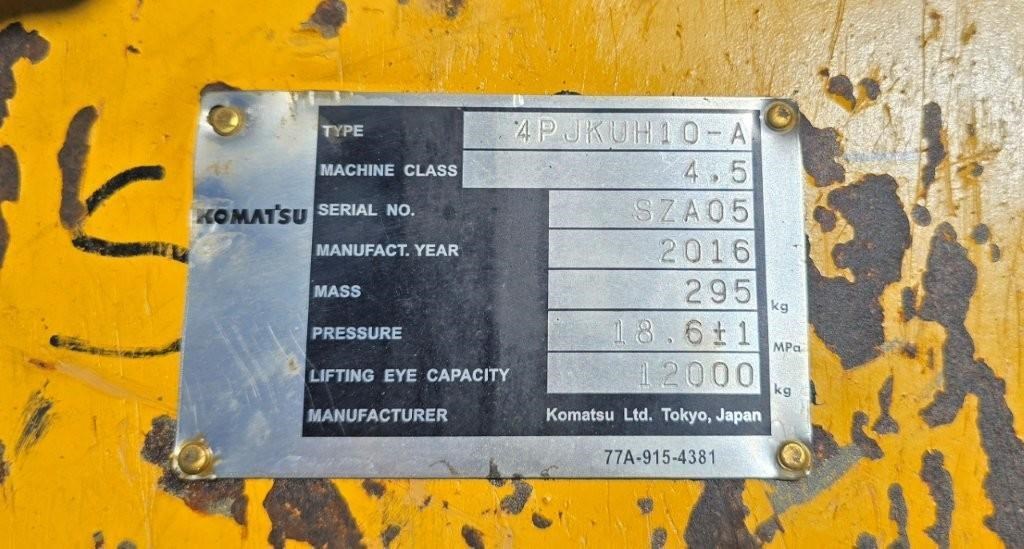 TYPE 4PJKUH10-A
MACHINE CLASS 4.5
KOMATSU SERIAL NO. SZA05
MANUFACT. YEAR 2016
MASS 295 kg
PRESSURE 18.6±1 MPa
LIFTING EYE CAPACITY 12000 kg
MANUFACTURER Komatsu Ltd. Tokyo, Japan
77A-915-4381